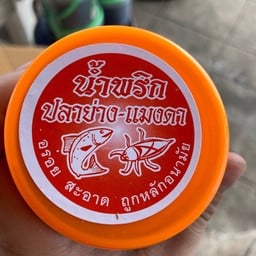 น้ำพริก
ปลาย่าง-แมงดา
อร่อย สะอาด ถูกหลักอนามัย